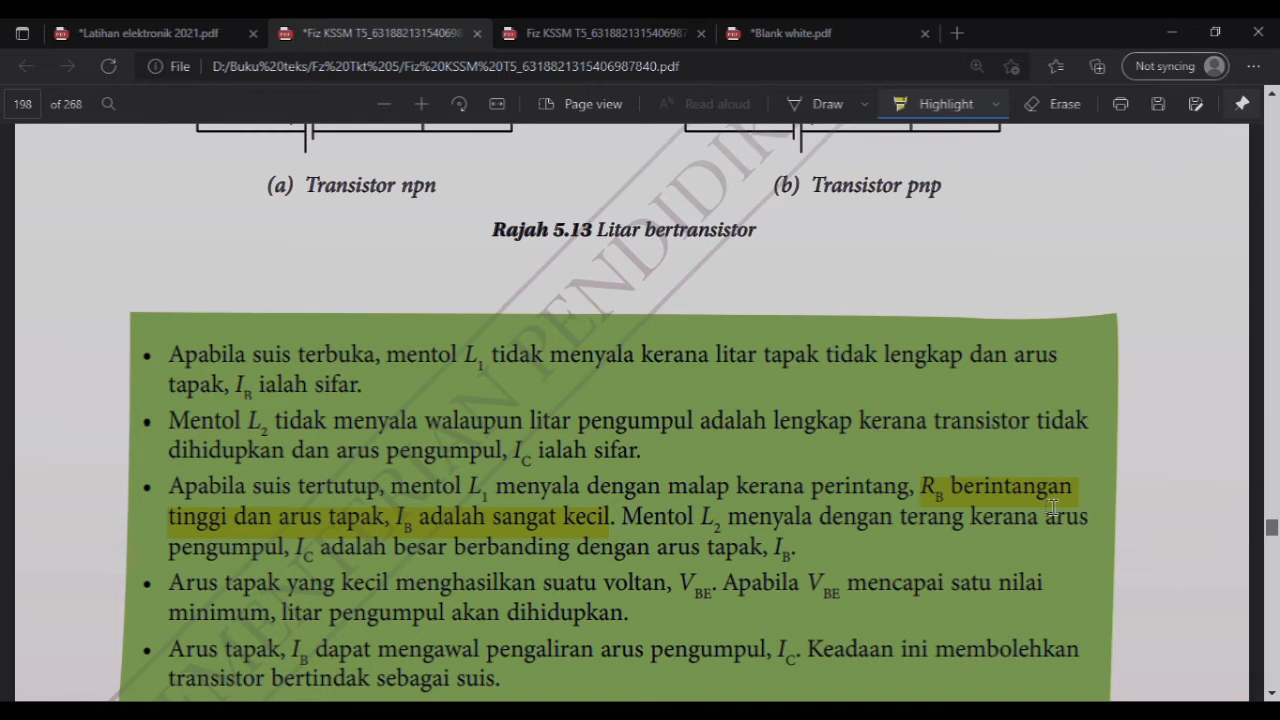 *Latihan elektronik 2021.pdf
*Fiz KSSM T5_6318821315406987
Fiz KSSM T5_6318821315406987
*Blank white.pdf
File
D:/Buku%20teks/Fz%20Tkt%205/Fiz%20KSSM%20T5_6318821315406987840.pdf
Not syncing
198 of 268
Page view
Read aloud
Draw
Highlight
Erase
(a) Transistor npn
(b) Transistor pnp
Rajah 5.13 Litar bertransistor
• Apabila suis terbuka, mentol L1 tidak menyala kerana litar tapak tidak lengkap dan arus
tapak, IB ialah sifar.
• Mentol L2 tidak menyala walaupun litar pengumpul adalah lengkap kerana transistor tidak
dihidupkan dan arus pengumpul, IC ialah sifar.
• Apabila suis tertutup, mentol L1 menyala dengan malap kerana perintang, RB berintangan
tinggi dan arus tapak, IB adalah sangat kecil. Mentol L2 menyala dengan terang kerana arus
pengumpul, IC adalah besar berbanding dengan arus tapak, IB.
• Arus tapak yang kecil menghasilkan suatu voltan, VBE. Apabila VBE mencapai satu nilai
minimum, litar pengumpul akan dihidupkan.
• Arus tapak, IB dapat mengawal pengaliran arus pengumpul, IC. Keadaan ini membolehkan
transistor bertindak sebagai suis.